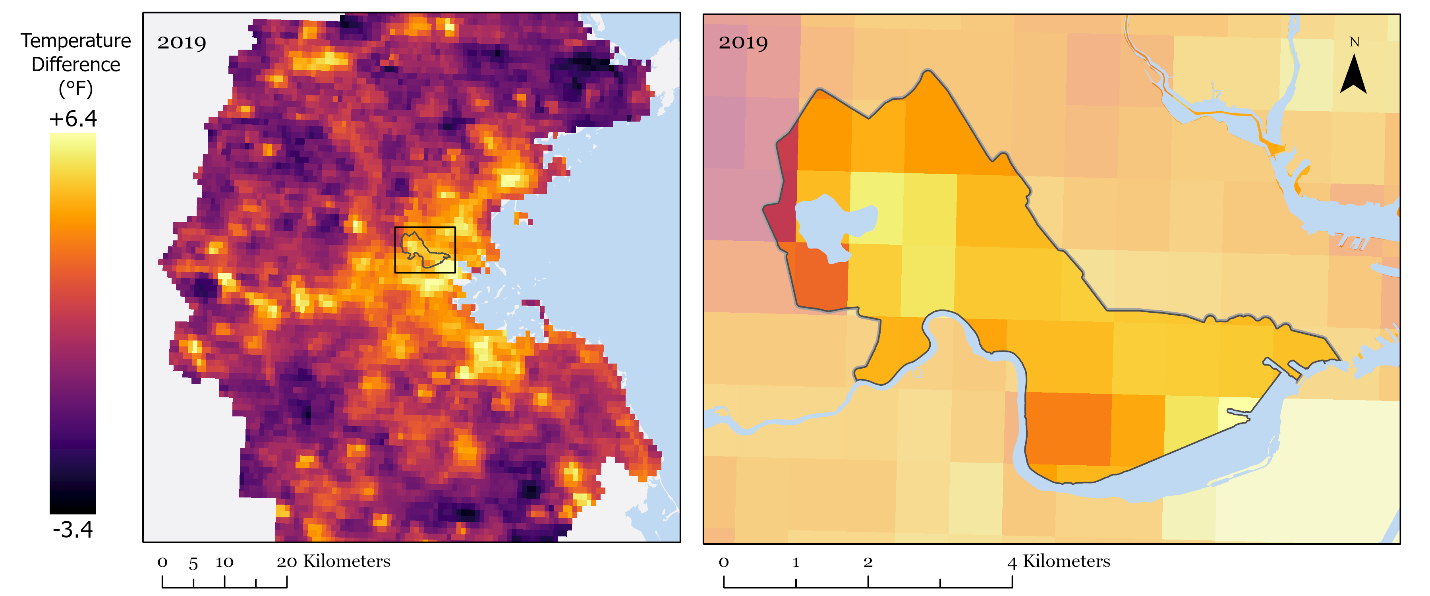 Temperature
Difference
(°F)
+6.4
-3.4
2019
0 5 10 20 Kilometers
2019
N
0 1 2 4 Kilometers